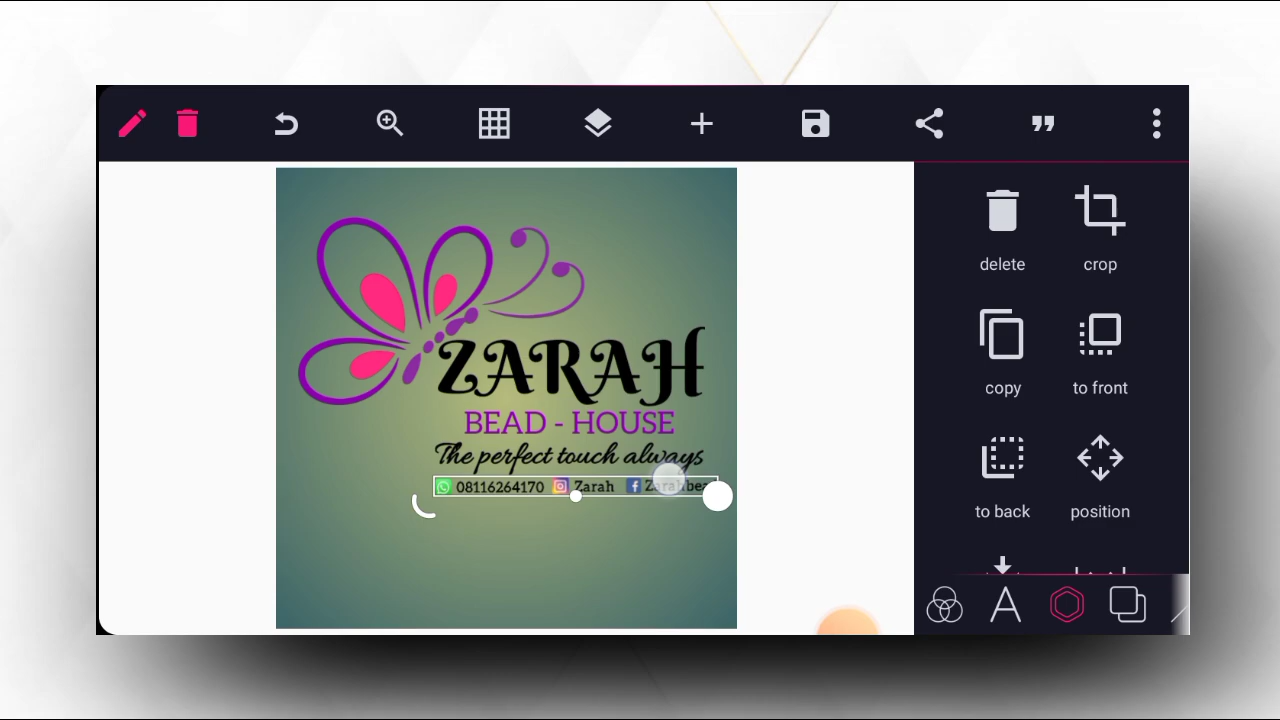 ZARAH
BEAD - HOUSE
The perfect touch always
08116264170 Zarah
delete crop
copy to front
to back position